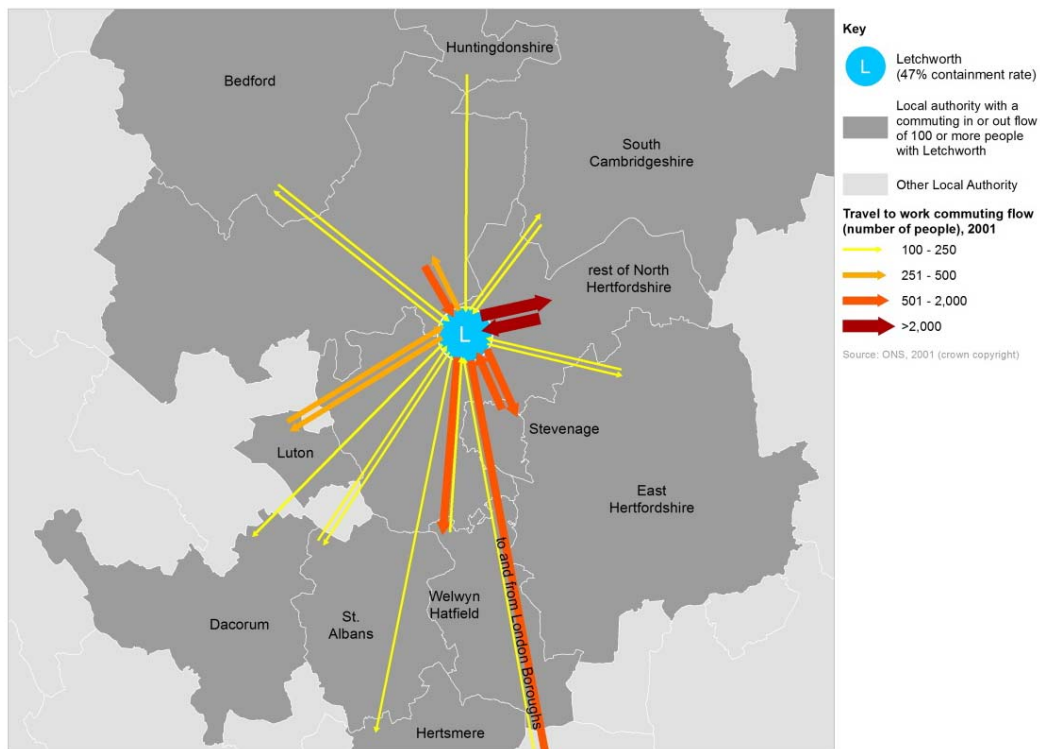 Huntingdonshire
Bedford
South
Cambridgeshire
rest of North
Hertfordshire
L
Stevenage
Luton
East
Hertfordshire
to and from London Boroughs
Welwyn
Hatfield
St.
Albans
Dacorum
Hertsmere
Key
L
Letchworth
(47% containment rate)
Local authority with a
commuting in or out flow
of 100 or more people
with Letchworth
Other Local Authority
Travel to work commuting flow
(number of people), 2001
100 - 250
251 - 500
501 - 2,000
>2,000
Source: ONS, 2001 (crown copyright)